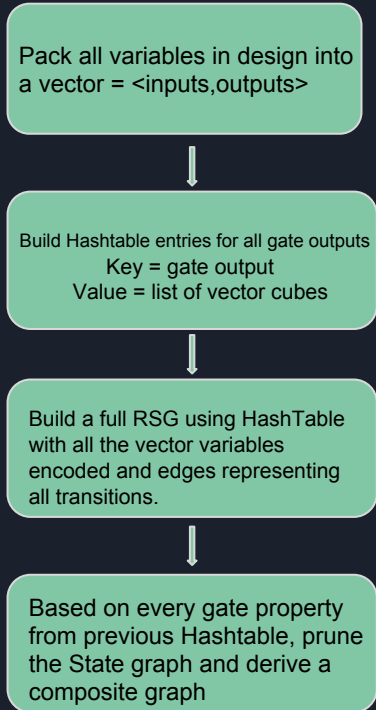 Pack all variables in design into
a vector = <inputs,outputs>
Build Hashtable entries for all gate outputs
Key = gate output
Value = list of vector cubes
Build a full RSG using HashTable
with all the vector variables
encoded and edges representing
all transitions.
Based on every gate property
from previous Hashtable, prune
the State graph and derive a
composite graph